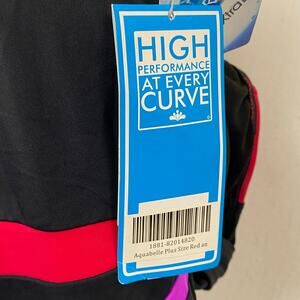 HIGH
PERFORMANCE
AT EVERY
CURVE
1881-82014820
Aquabelle Plus Size Red an